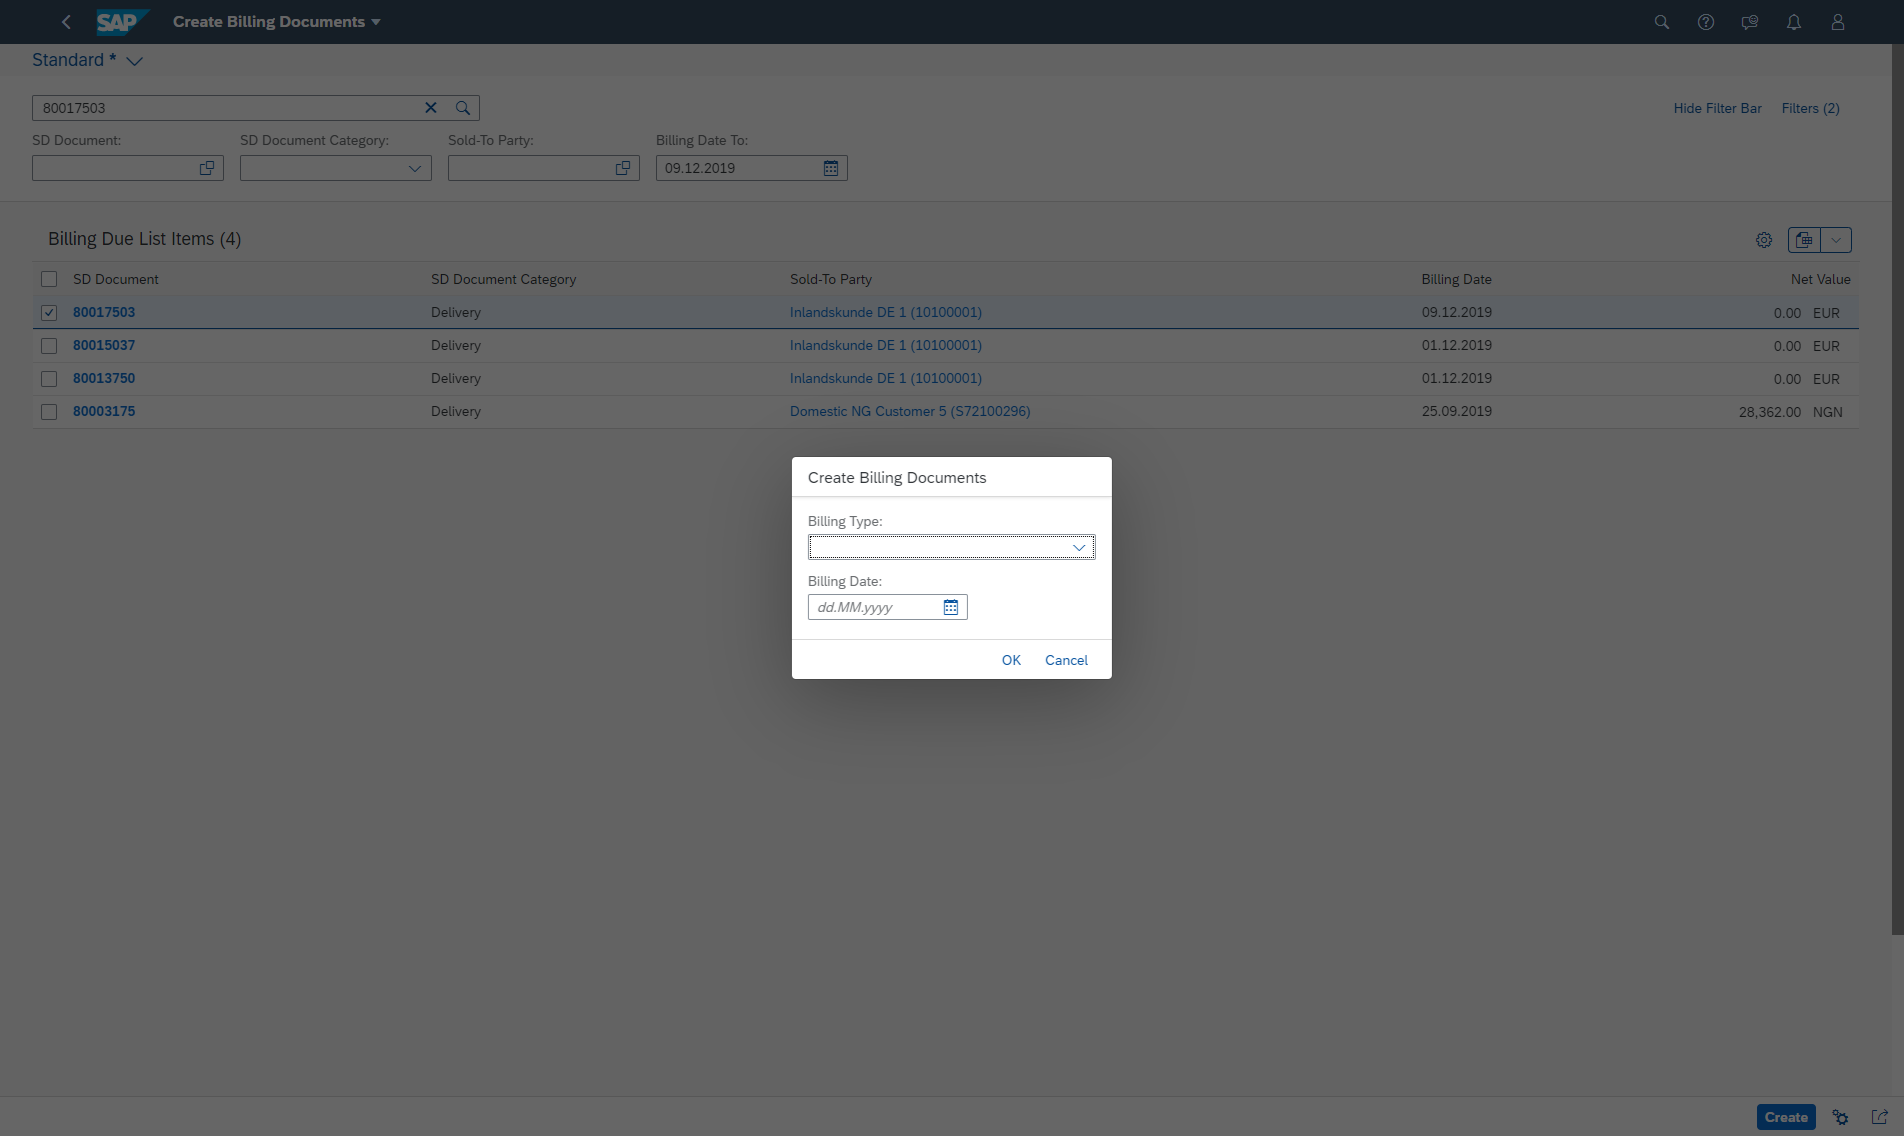 SAP Create Billing Documents
Standard *
80017503
Hide Filter Bar Filters (2)
SD Document: SD Document Category: Sold-To Party: Billing Date To:
09.12.2019
Billing Due List Items (4)
SD Document SD Document Category Sold-To Party Billing Date Net Value
80017503 Delivery Inlandskunde DE 1 (10100001) 09.12.2019 0.00 EUR
80015037 Delivery Inlandskunde DE 1 (10100001) 01.12.2019 0.00 EUR
80013750 Delivery Inlandskunde DE 1 (10100001) 01.12.2019 0.00 EUR
80003175 Delivery Domestic NG Customer 5 (S72100296) 25.09.2019 28,362.00 NGN
Create Billing Documents
Billing Type:
Billing Date:
dd.MM.yyyy
OK Cancel
Create